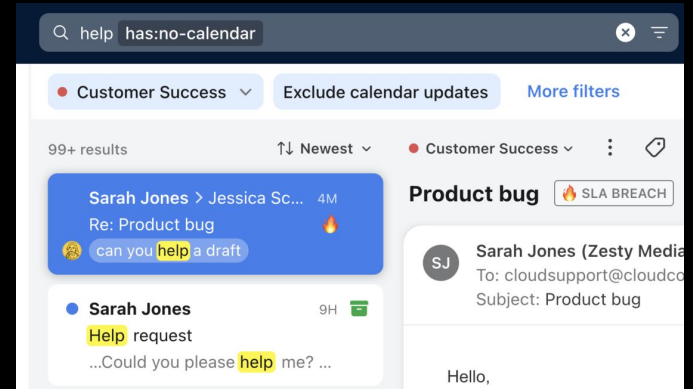 help has:no-calendar
Customer Success
Exclude calendar updates
More filters
99+ results
Newest
Sarah Jones > Jessica Sc... 4M
Re: Product bug
can you help a draft
Sarah Jones 9H
Help request
...Could you please help me? ...
Customer Success
Product bug
SLA BREACH
SJ
Sarah Jones (Zesty Media
To: cloudsupport@cloudco
Subject: Product bug
Hello,